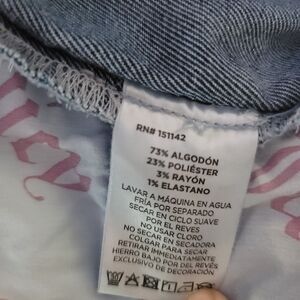 RN# 151142
73% ALGODÓN
23% POLIÉSTER
3% RAYÓN
1% ELASTANO
LAVAR A MÁQUINA EN AGUA
FRÍA POR SEPARADO
SECAR EN CICLO SUAVE
POR EL REVÉS
NO USAR CLORO
NO SECAR EN SECADORA
COLGAR PARA SECAR
RETIRAR IMMEDIATAMENTE
HIERRO BAJO POR DEL REVÉS
EXCLUSIVO DE DECORACIÓN